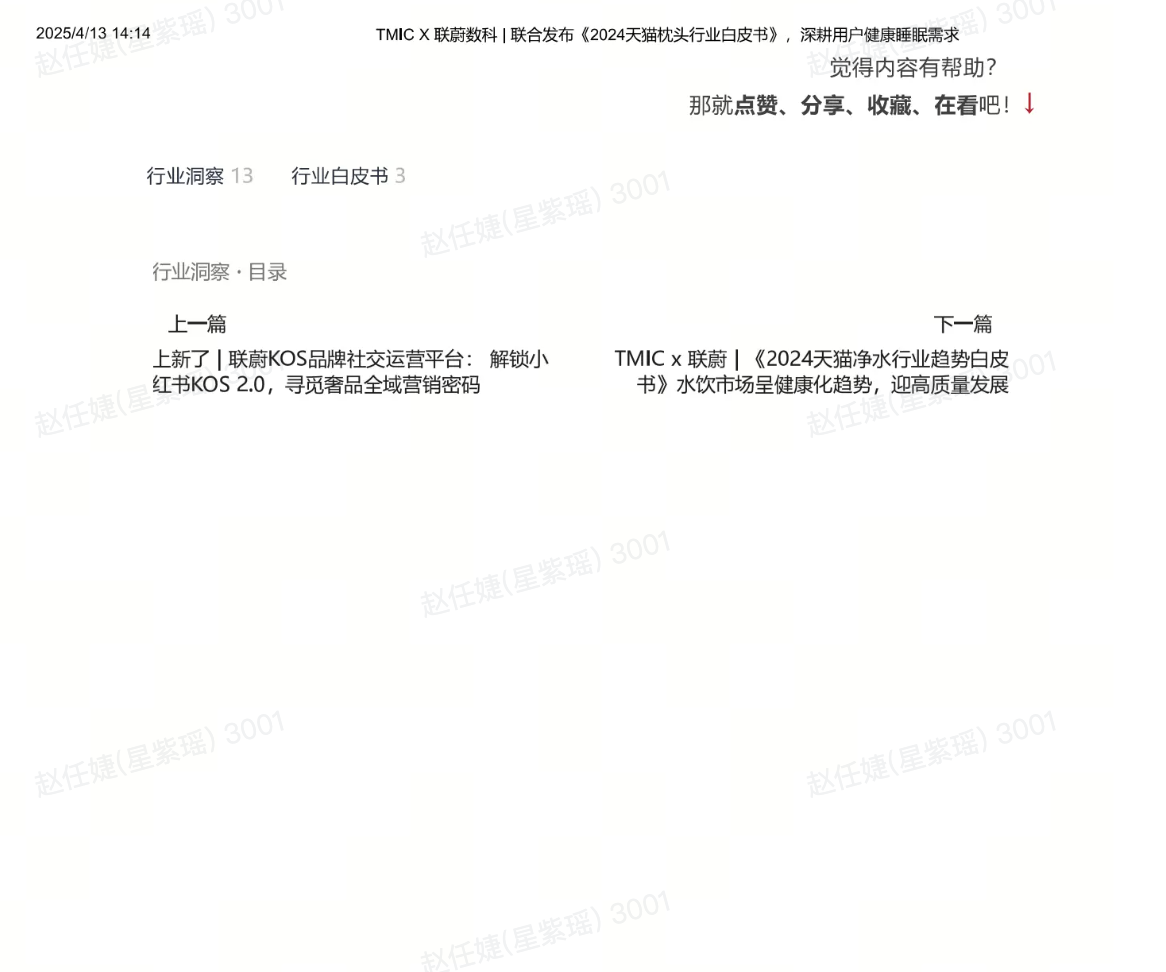 2025/4/13 14:14
TMIC X 联蔚数科 | 联合发布《2024天猫枕头行业白皮书》，深耕用户健康睡眠需求
觉得内容有帮助？
那就点赞、分享、收藏、在看吧！↓
行业洞察 13 行业白皮书 3
行业洞察 · 目录
上一篇
上新了 | 联蔚KOS品牌社交运营平台： 解锁小
红书KOS 2.0，寻觅奢品全域营销密码
下一篇
TMIC x 联蔚 | 《2024天猫净水行业趋势白皮
书》水饮市场呈健康化趋势，迎高质量发展
赵任婕(星紫瑶) 3001
赵任婕(星紫瑶) 3001
赵任婕(星紫瑶) 3001
赵任婕(星紫瑶) 3001
赵任婕(星紫瑶) 3001
赵任婕(星紫瑶) 3001
赵任婕(星紫瑶) 3001
赵任婕(星紫瑶) 3001
赵任婕(星紫瑶) 3001